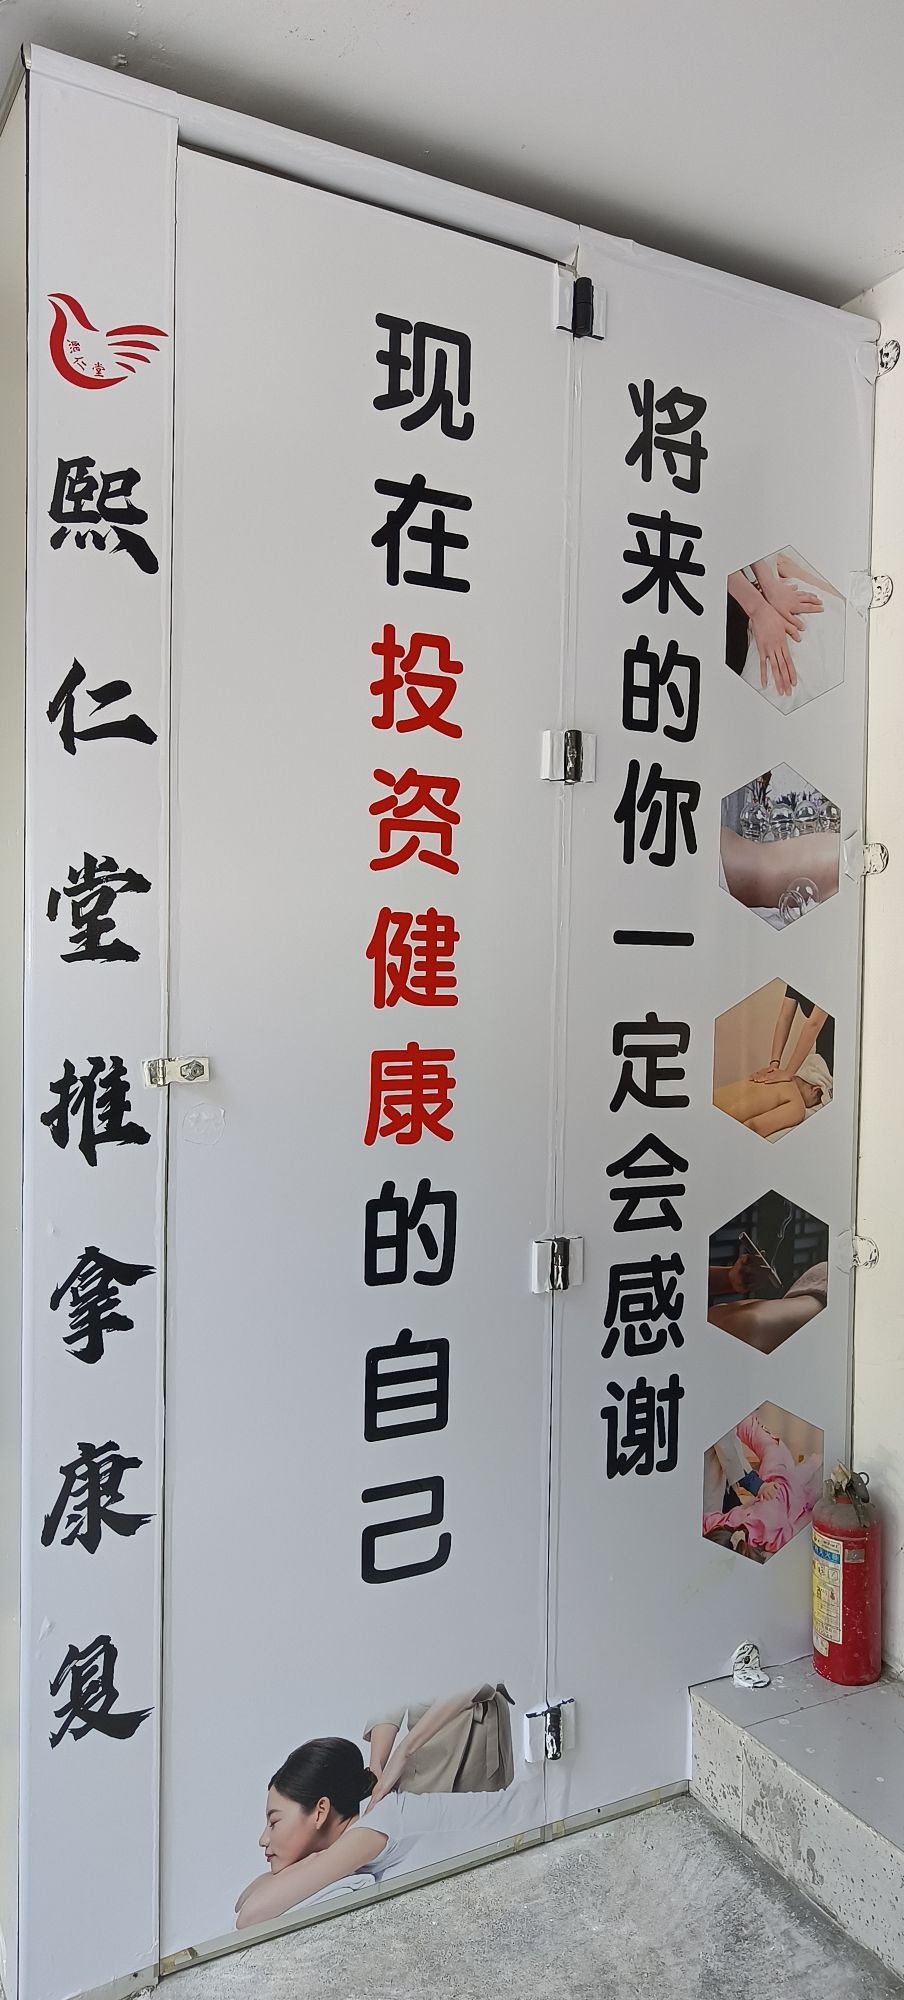 将来的你一定会感谢
现在投资健康的自己
熙仁堂推拿康复